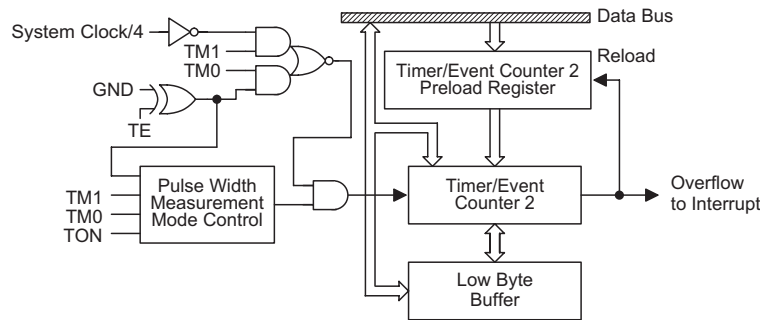 Data Bus
System Clock/4
TM1
TM0
GND
TE
Timer/Event Counter 2
Preload Register
Reload
TM1
TM0
TON
Pulse Width
Measurement
Mode Control
Timer/Event
Counter 2
Overflow
to Interrupt
Low Byte
Buffer